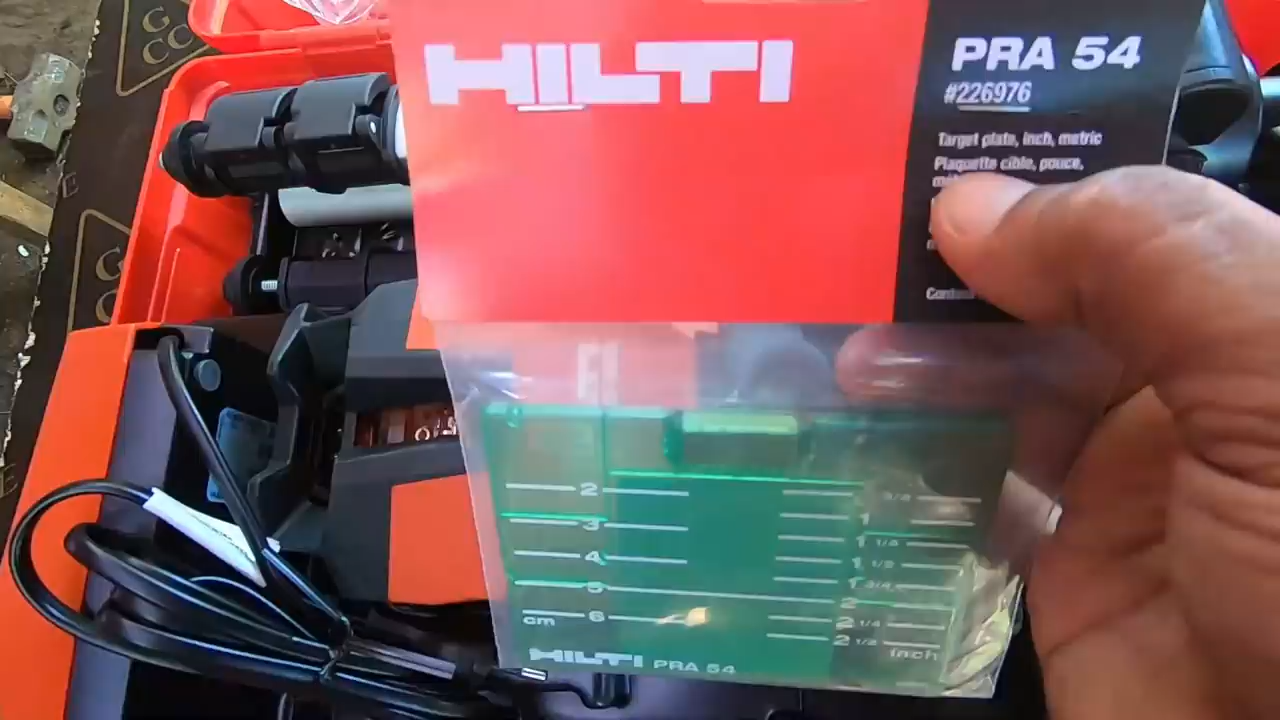 HILTI
PRA 54
#226976
Target plate, inch, metric
Plaquette cible, pouce,
2
3
4
5
cm 6
3/4
1
1 1/4
1 1/2
1 3/4
2
2 1/4
2 1/2
inch
HILTI PRA 54
G
CC
G